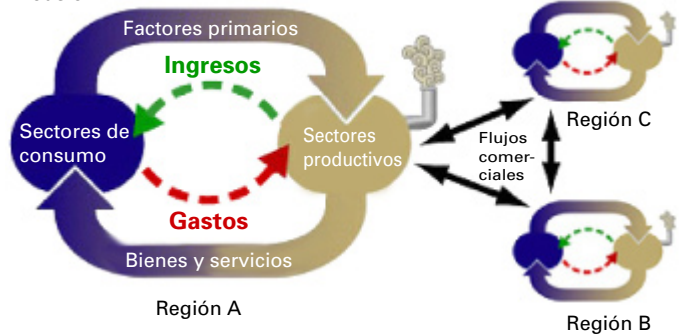 Factores primarios
Ingresos
Sectores de
consumo
Sectores
productivos
Gastos
Bienes y servicios
Región A
Flujos
comer-
ciales
Región C
Región B